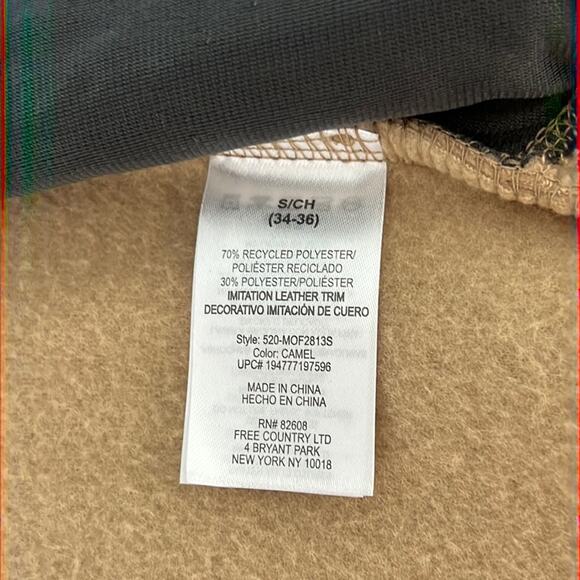 S/CH
(34-36)
70% RECYCLED POLYESTER/
POLIÉSTER RECICLADO
30% POLYESTER/POLIÉSTER
IMITATION LEATHER TRIM
DECORATIVO IMITACIÓN DE CUERO
Style: 520-MOF2813S
Color: CAMEL
UPC# 194777197596
MADE IN CHINA
HECHO EN CHINA
RN# 82608
FREE COUNTRY LTD
4 BRYANT PARK
NEW YORK NY 10018